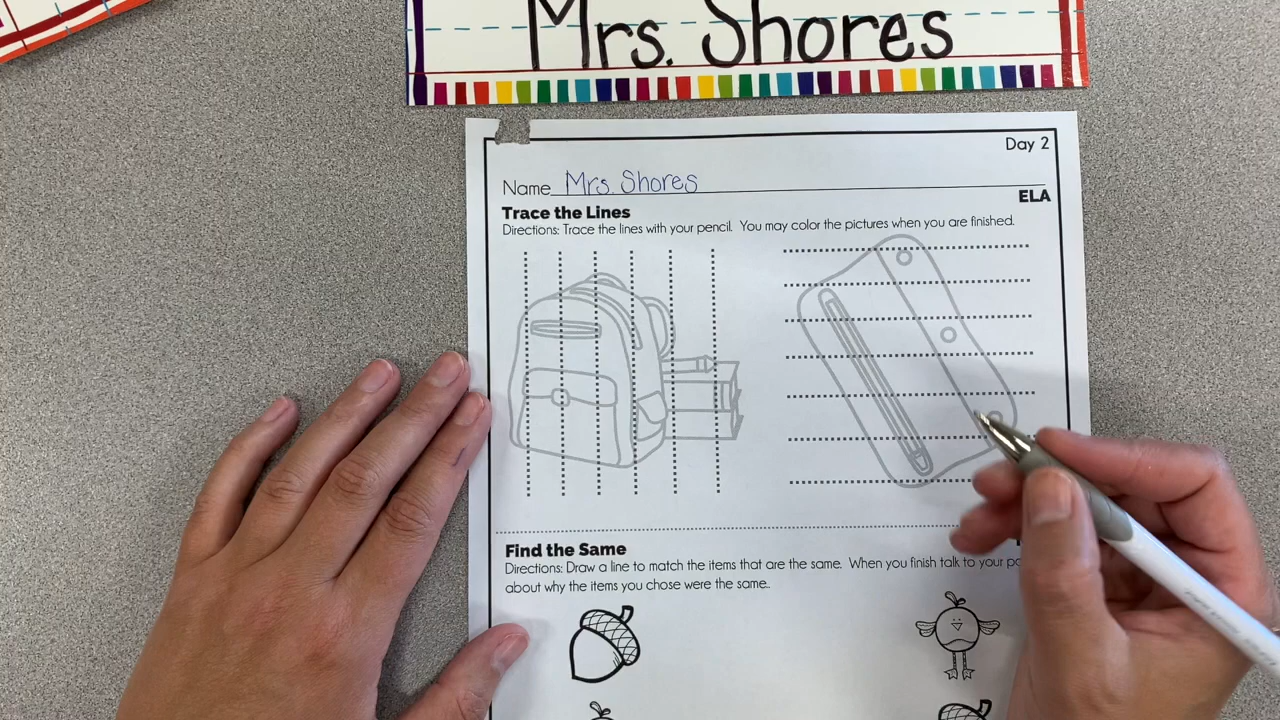 Mrs. Shores
Day 2
Name Mrs. Shores
ELA
Trace the Lines
Directions: Trace the lines with your pencil. You may color the pictures when you are finished.
Find the Same
Directions: Draw a line to match the items that are the same. When you finish talk to your
about why the items you chose were the same..